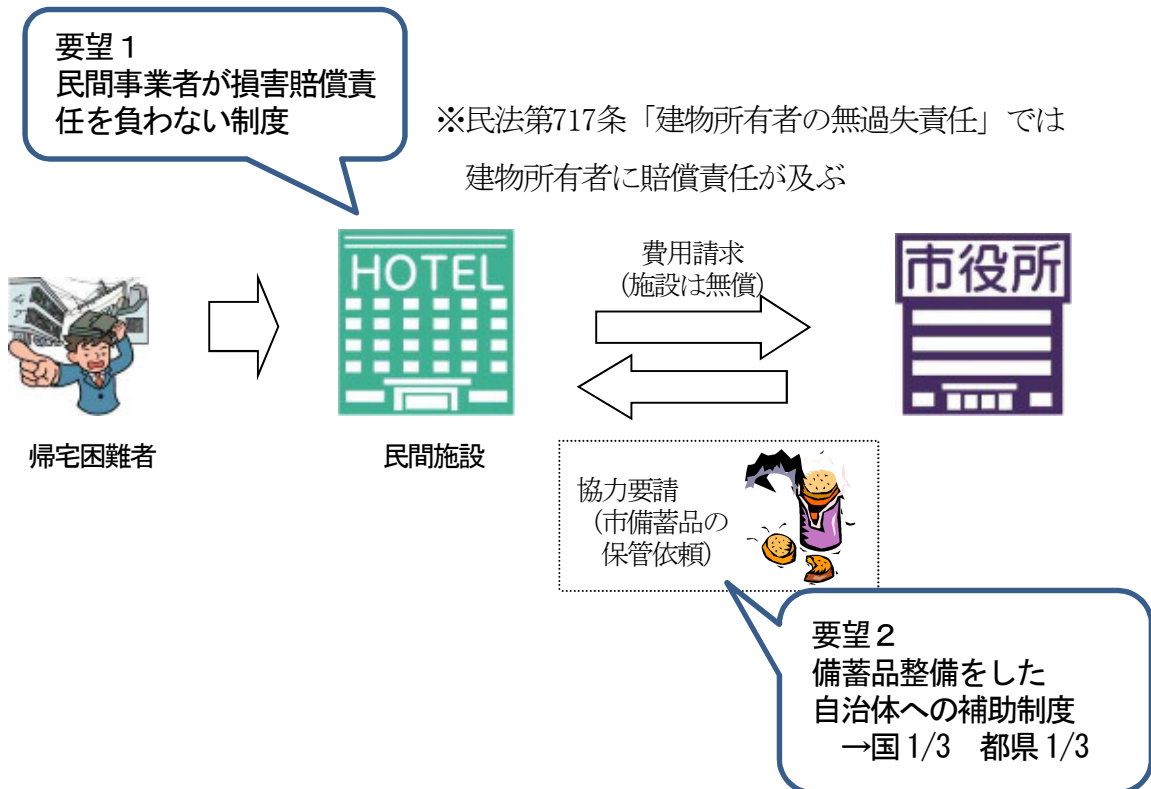 要望１
民間事業者が損害賠償責
任を負わない制度
※民法第717条「建物所有者の無過失責任」では
建物所有者に賠償責任が及ぶ
HOTEL
費用請求
(施設は無償)
市役所
帰宅困難者
民間施設
協力要請
（市備蓄品の
保管依頼）
要望２
備蓄品整備をした
自治体への補助制度
→国1/3　都県1/3